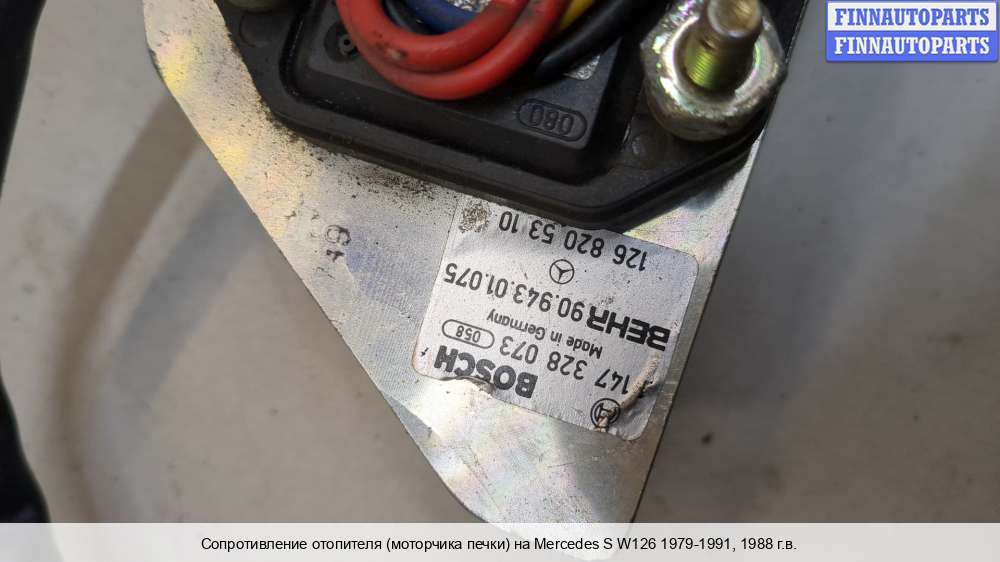 FINNAUTOPARTS
FINNAUTOPARTS
080
BOSCH
147 328 073 058
Made in Germany
BEHR 90.943.01.075
126 820 53 10
49
Сопротивление отопителя (моторчика печки) на Mercedes S W126 1979-1991, 1988 г.в.